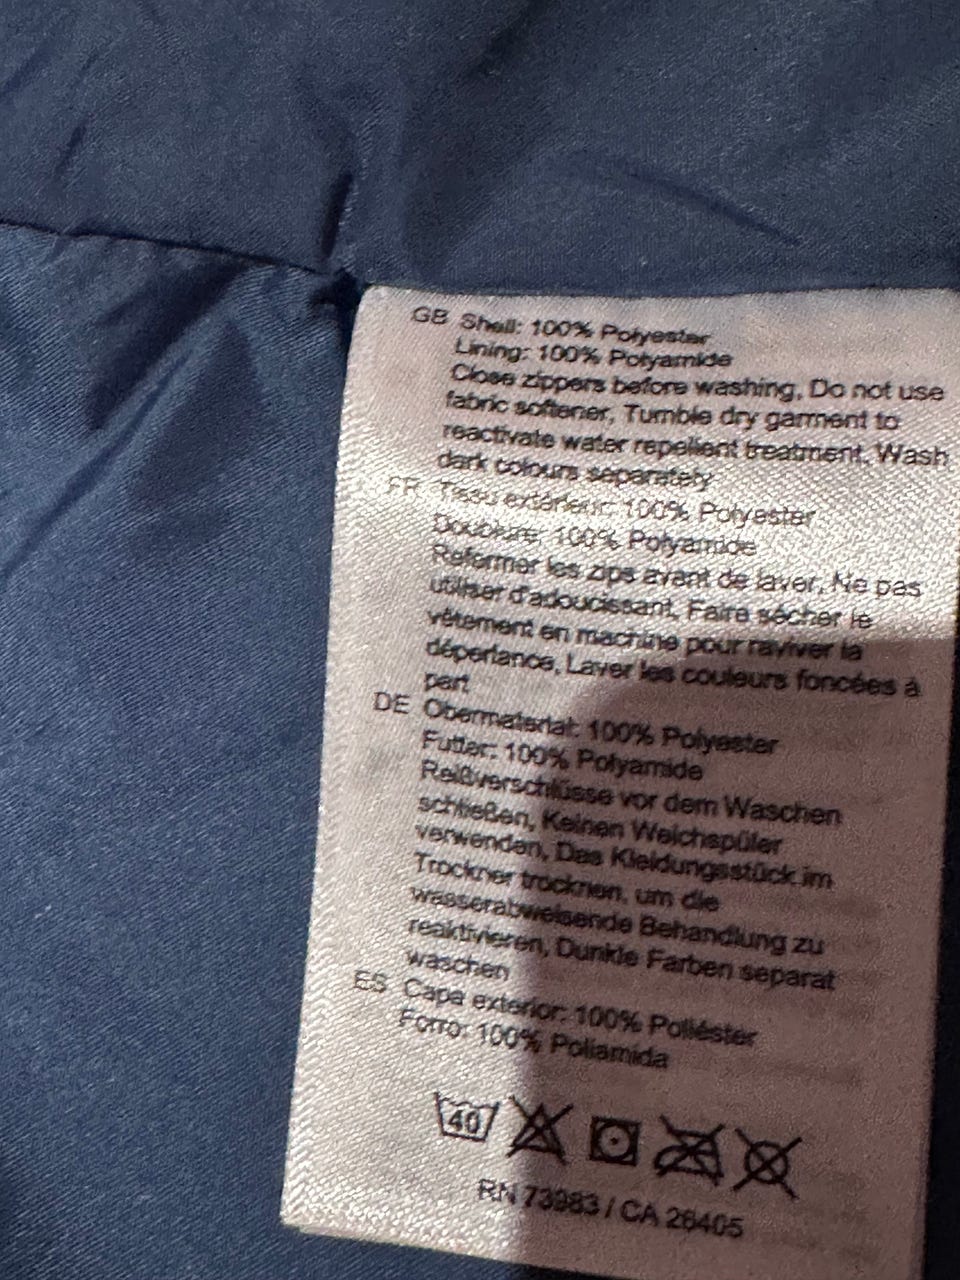 GB Shell: 100% Polyester
Lining: 100% Polyamide
Close zippers before washing, Do not use
fabric softener, Tumble dry garment to
reactivate water repellent treatment, Wash
dark colours separately
FR Tissu extérieur: 100% Polyester
Doublure: 100% Polyamide
Refermer les zips avant de laver, Ne pas
utiliser d'adoucissant, Faire sécher le
vêtement en machine pour raviver la
déperlance, Laver les couleurs foncées à
part
DE Obermaterial: 100% Polyester
Futter: 100% Polyamide
Reißverschlüsse vor dem Waschen
schließen, Keinen Weichspüler
verwenden, Das Kleidungsstück im
Trockner trocknen, um die
wasserabweisende Behandlung zu
reaktivieren, Dunkle Farben separat
waschen
ES Capa exterior: 100% Poliéster
Forro: 100% Poliamida
40
RN 73983 / CA 26405